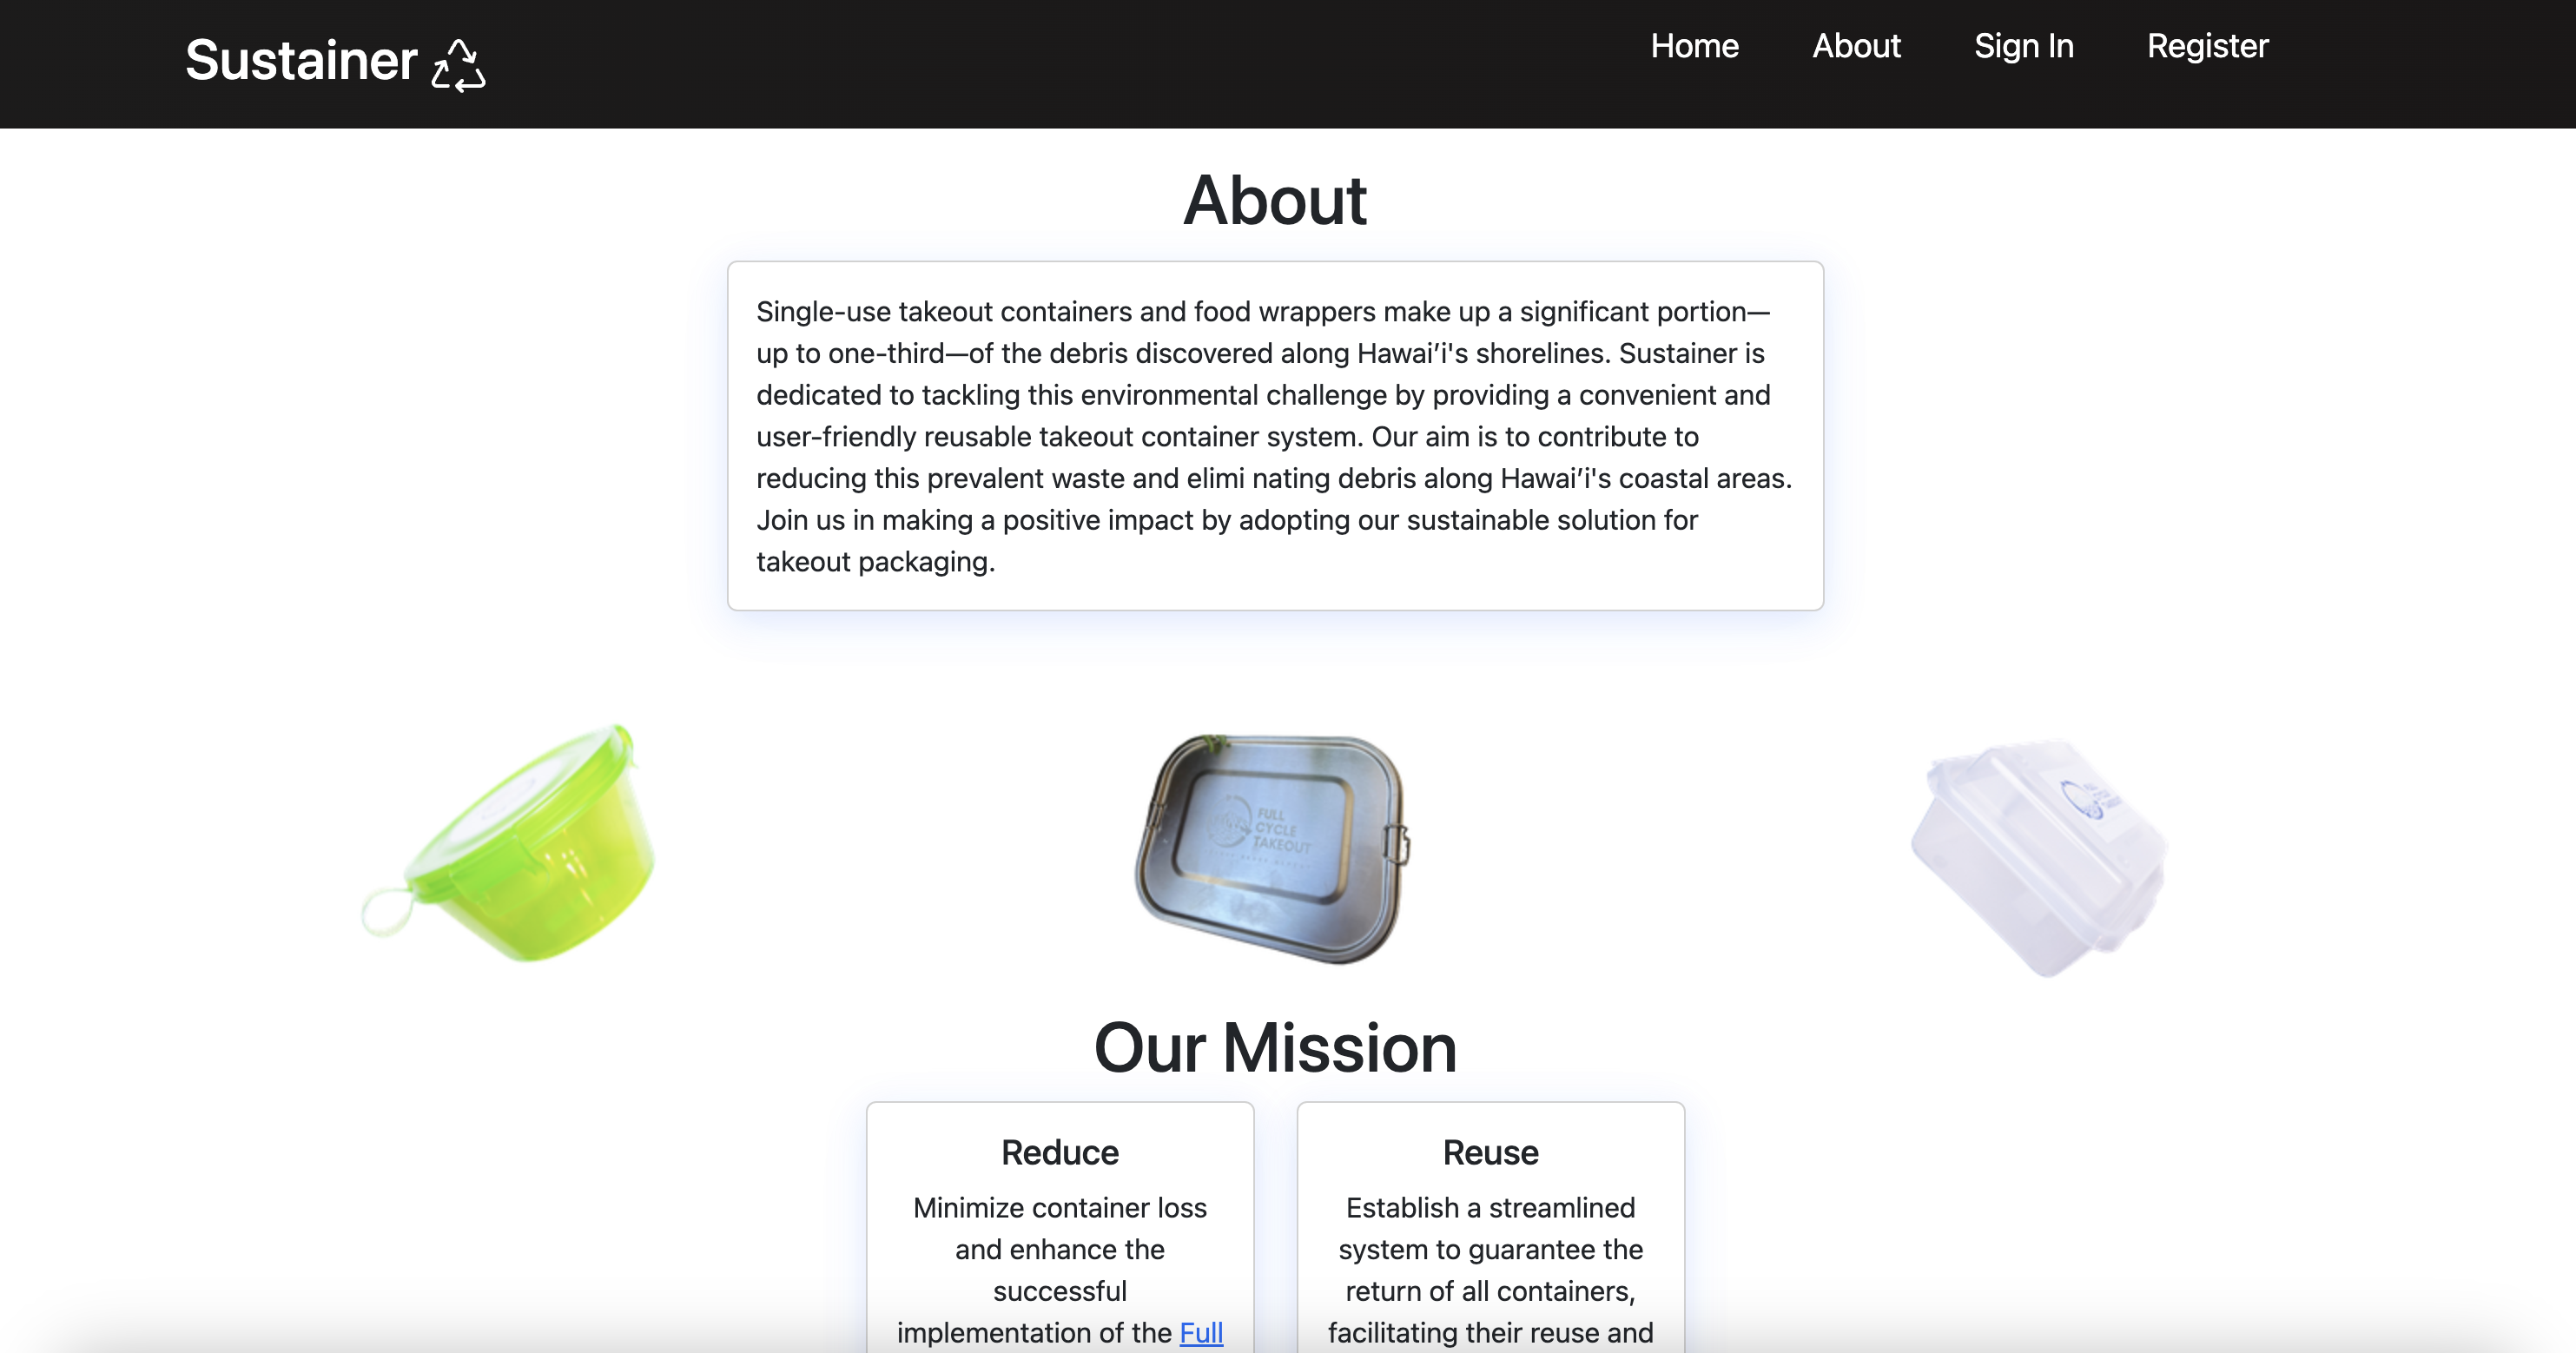 Sustainer
Home About Sign In Register
About
Single-use takeout containers and food wrappers make up a significant portion—
up to one-third—of the debris discovered along Hawai’i's shorelines. Sustainer is
dedicated to tackling this environmental challenge by providing a convenient and
user-friendly reusable takeout container system. Our aim is to contribute to
reducing this prevalent waste and elimi nating debris along Hawai’i's coastal areas.
Join us in making a positive impact by adopting our sustainable solution for
takeout packaging.
FULL
CYCLE
TAKEOUT
Our Mission
Reduce
Minimize container loss
and enhance the
successful
implementation of the Full
Reuse
Establish a streamlined
system to guarantee the
return of all containers,
facilitating their reuse and